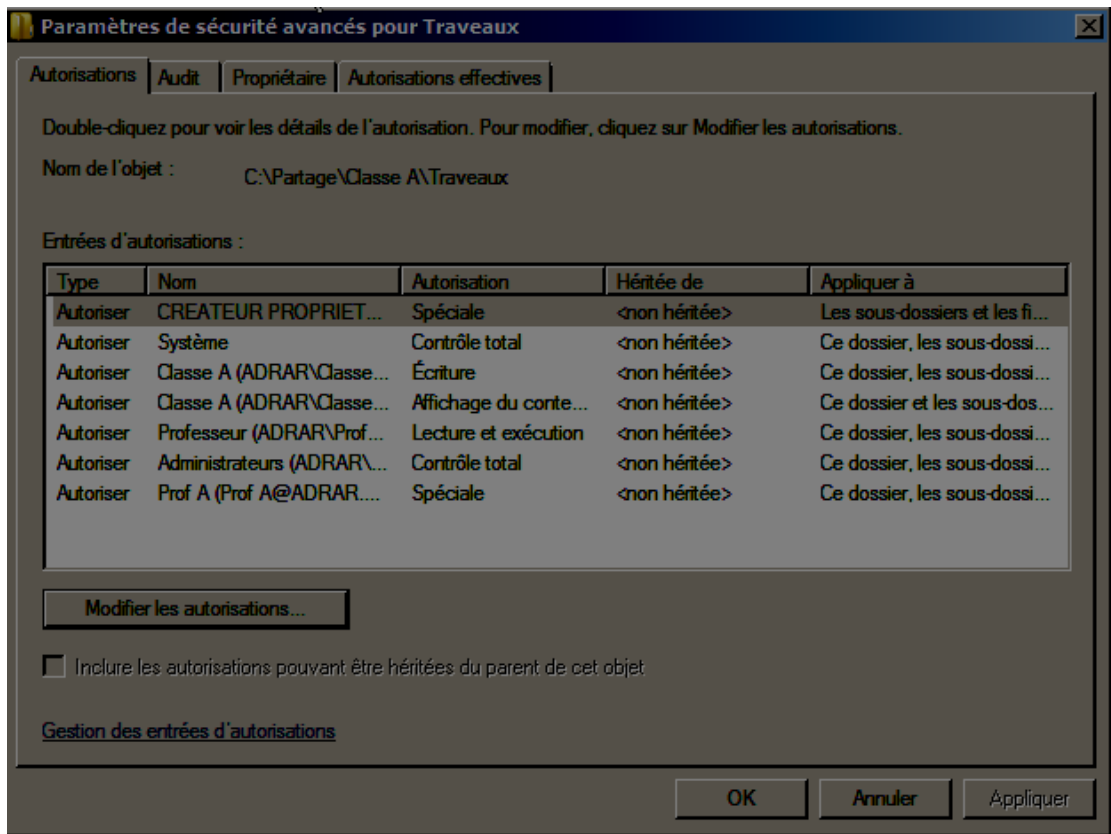 Paramètres de sécurité avancés pour Traveaux
Autorisations Audit Propriétaire Autorisations effectives
Double-cliquez pour voir les détails de l'autorisation. Pour modifier, cliquez sur Modifier les autorisations.
Nom de l'objet : C:\Partage\Classe A\Traveaux
Entrées d'autorisations :
Type Nom Autorisation Héritée de Appliquer à
Autoriser CREATEUR PROPRIET... Spéciale <non héritée> Les sous-dossiers et les fi...
Autoriser Système Contrôle total <non héritée> Ce dossier, les sous-dossi...
Autoriser Classe A (ADRAR\Classe... Écriture <non héritée> Ce dossier, les sous-dossi...
Autoriser Classe A (ADRAR\Classe... Affichage du conte... <non héritée> Ce dossier et les sous-dos...
Autoriser Professeur (ADRAR\Prof... Lecture et exécution <non héritée> Ce dossier, les sous-dossi...
Autoriser Administrateurs (ADRAR\... Contrôle total <non héritée> Ce dossier, les sous-dossi...
Autoriser Prof A (Prof A@ADRAR.... Spéciale <non héritée> Ce dossier, les sous-dossi...
Modifier les autorisations...
Inclure les autorisations pouvant être héritées du parent de cet objet
Gestion des entrées d'autorisations
OK Annuler Appliquer